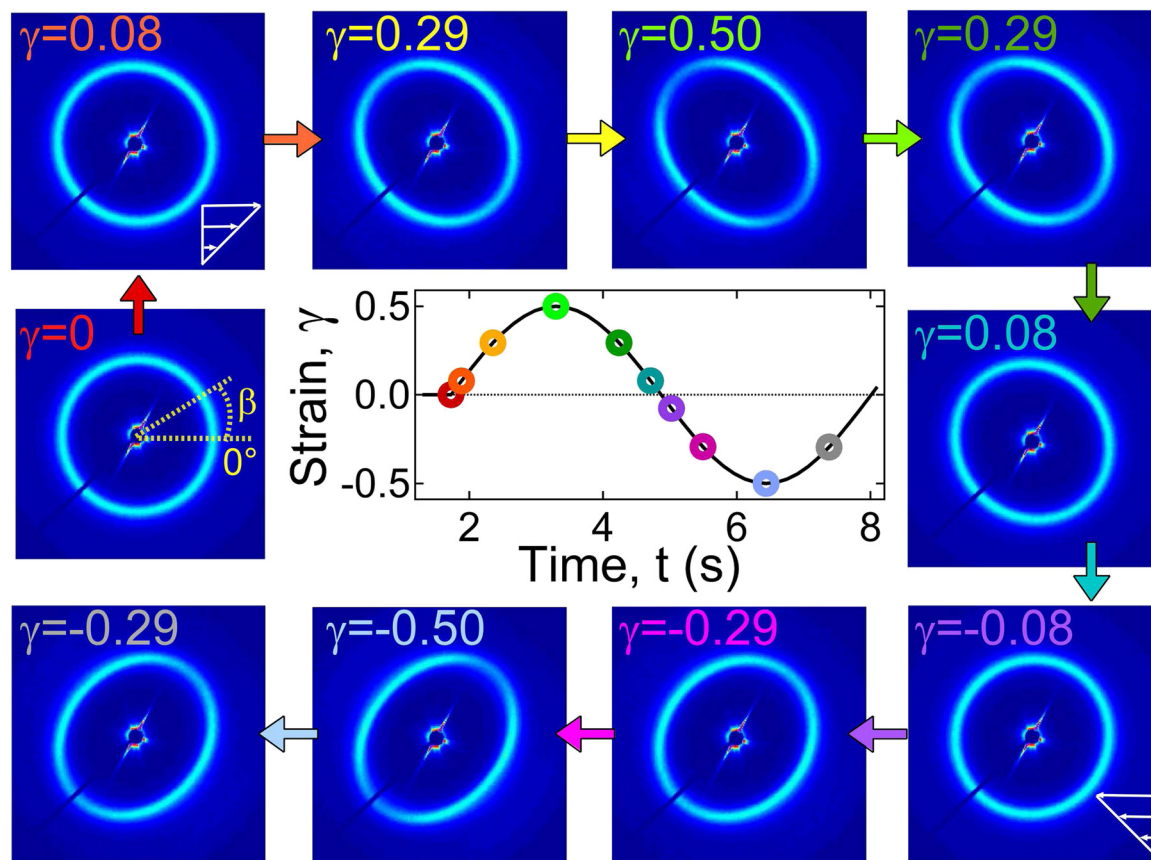 γ=0.08
γ=0.29
γ=0.50
γ=0.29
γ=0
β
0°
Strain, γ
0.5
0.0
-0.5
2
4
6
8
Time, t (s)
γ=0.08
γ=-0.29
γ=-0.50
γ=-0.29
γ=-0.08